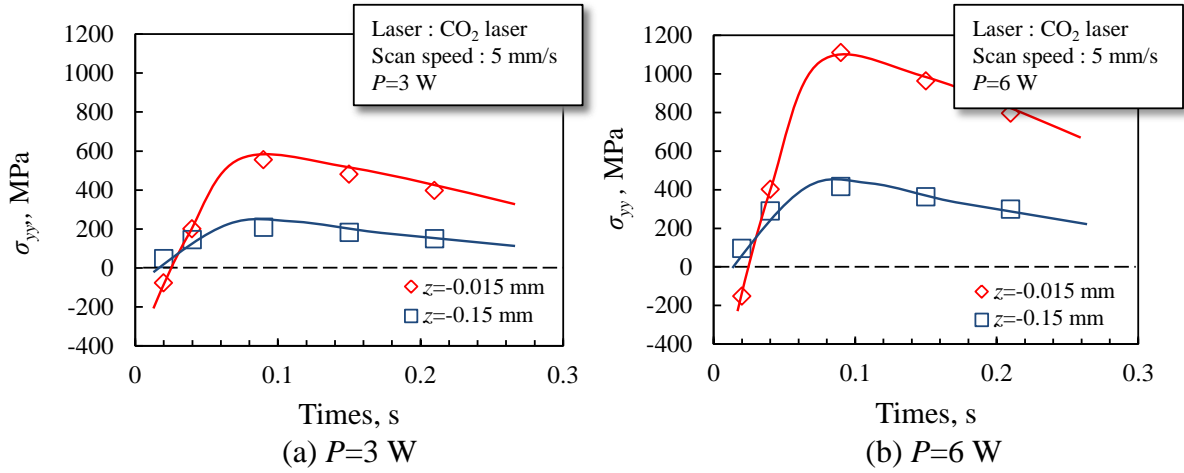 Laser : CO2 laser
Scan speed : 5 mm/s
P=3 W
1200
1000
800
600
400
200
0
-200
-400
σyy, MPa
z=-0.015 mm
z=-0.15 mm
0
0.1
0.2
0.3
Times, s
(a) P=3 W
Laser : CO2 laser
Scan speed : 5 mm/s
P=6 W
1200
1000
800
600
400
200
0
-200
-400
σyy , MPa
z=-0.015 mm
z=-0.15 mm
0
0.1
0.2
0.3
Times, s
(b) P=6 W